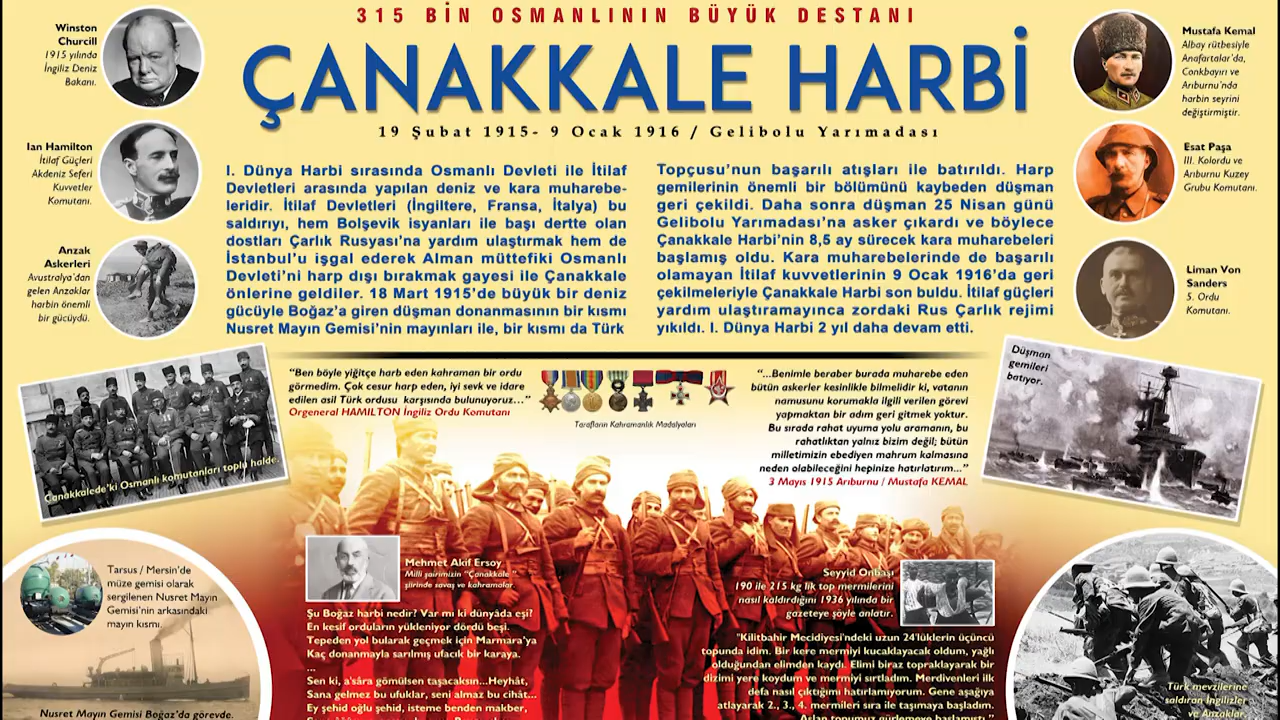 315 BİN OSMANLININ BÜYÜK DESTANI
ÇANAKKALE HARBİ
19 Şubat 1915- 9 Ocak 1916 / Gelibolu Yarımadası
Winston
Churcill
1915 yılında
İngiliz Deniz
Bakanı.
Ian Hamilton
İtilaf Güçleri
Akdeniz Seferi
Kuvvetler
Komutanı.
Anzak
Askerleri
Avustralya'dan
gelen Anzaklar
harbin önemli
bir gücüydü.
I. Dünya Harbi sırasında Osmanlı Devleti ile İtilaf
Devletleri arasında yapılan deniz ve kara muharebe-
leridir. İtilaf Devletleri (İngiltere, Fransa, İtalya) bu
saldırıyı, hem Bolşevik isyanları ile başı dertte olan
dostları Çarlık Rusyası'na yardım ulaştırmak hem de
İstanbul'u işgal ederek Alman müttefiki Osmanlı
Devleti'ni harp dışı bırakmak gayesi ile Çanakkale
önlerine geldiler. 18 Mart 1915'de büyük bir deniz
gücüyle Boğaz'a giren düşman donanmasının bir kısmı
Nusret Mayın Gemisi'nin mayınları ile, bir kısmı da Türk
Topçusu'nun başarılı atışları ile batırıldı. Harp
gemilerinin önemli bir bölümünü kaybeden düşman
geri çekildi. Daha sonra düşman 25 Nisan günü
Gelibolu Yarımadası'na asker çıkardı ve böylece
Çanakkale Harbi'nin 8,5 ay sürecek kara muharebeleri
başlamış oldu. Kara muharebelerinde de başarılı
olamayan İtilaf kuvvetlerinin 9 Ocak 1916'da geri
çekilmeleriyle Çanakkale Harbi son buldu. İtilaf güçleri
yardım ulaştıramayınca zordaki Rus Çarlık rejimi
yıkıldı. I. Dünya Harbi 2 yıl daha devam etti.
Mustafa Kemal
Albay rütbesiyle
Anafartalar'da,
Conkbayırı ve
Arıburnu'nda
harbin seyrini
değiştirmiştir.
Esat Paşa
III. Kolordu ve
Arıburnu Kuzey
Grubu Komutanı.
Liman Von
Sanders
5. Ordu
Komutanı.
Çanakkalede'ki Osmanlı komutanları toplu halde.
"Ben böyle yiğitçe harb eden kahraman bir ordu
görmedim. Çok cesur harp eden, iyi sevk ve idare
edilen asil Türk ordusu karşısında bulunuyoruz..."
Orgeneral HAMILTON İngiliz Ordu Komutanı
Tarafların Kahramanlık Madalyaları
"...Benimle beraber burada muharebe eden
bütün askerler kesinlikle bilmelidir ki, vatanın
namusunu korumakla ilgili verilen görevi
yapmaktan bir adım geri gitmek yoktur.
Bu sırada rahat uyuma yolu aramanın, bu
rahatlıktan yalnız bizim değil; bütün
milletimizin ebediyen mahrum kalmasına
neden olabileceğini hepinize hatırlatırım..."
3 Mayıs 1915 Arıburnu / Mustafa KEMAL
Düşman
gemileri
batıyor.
Tarsus / Mersin'de
müze gemisi olarak
sergilenen Nusret Mayın
Gemisi'nin arkasındaki
mayın kısmı.
Nusret Mayın Gemisi Boğaz'da görevde.
Mehmet Akif Ersoy
Milli şairimizin "Çanakkale"
şiirinde savaş ve kahramalar.
Şu Boğaz harbi nedir? Var mı ki dünyâda eşi?
En kesif orduların yükleniyor dördü beşi.
Tepeden yol bularak geçmek için Marmara'ya
Kaç donanmayla sarılmış ufacık bir karaya.
...
Sen ki, a'sâra gömülsen taşacaksın...Heyhât,
Sana gelmez bu ufuklar, seni almaz bu cihât...
Ey şehid oğlu şehid, isteme benden makber,
Seyyid Onbaşı
190 ile 215 kg lik top mermilerini
nasıl kaldırdığını 1936 yılında bir
gazeteye şöyle anlatır.
"Kilitbahir Mecidiyesi'ndeki uzun 24'lüklerin üçüncü
topunda idim. Bir kere mermiyi kucaklayacak oldum, yağlı
olduğundan elimden kaydı. Elimi biraz topraklayarak bir
dizimi yere koydum ve mermiyi sırtladım. Merdivenleri ilk
defa nasıl çıktığımı hatırlamıyorum. Gene aşağıya
atlayarak 2., 3., 4. mermileri sıra ile taşımaya başladım.
Aslan topumuz gürlemeye başlamıştı."
Türk mevzilerine
saldıran İngilizler
ve Anzaklar.